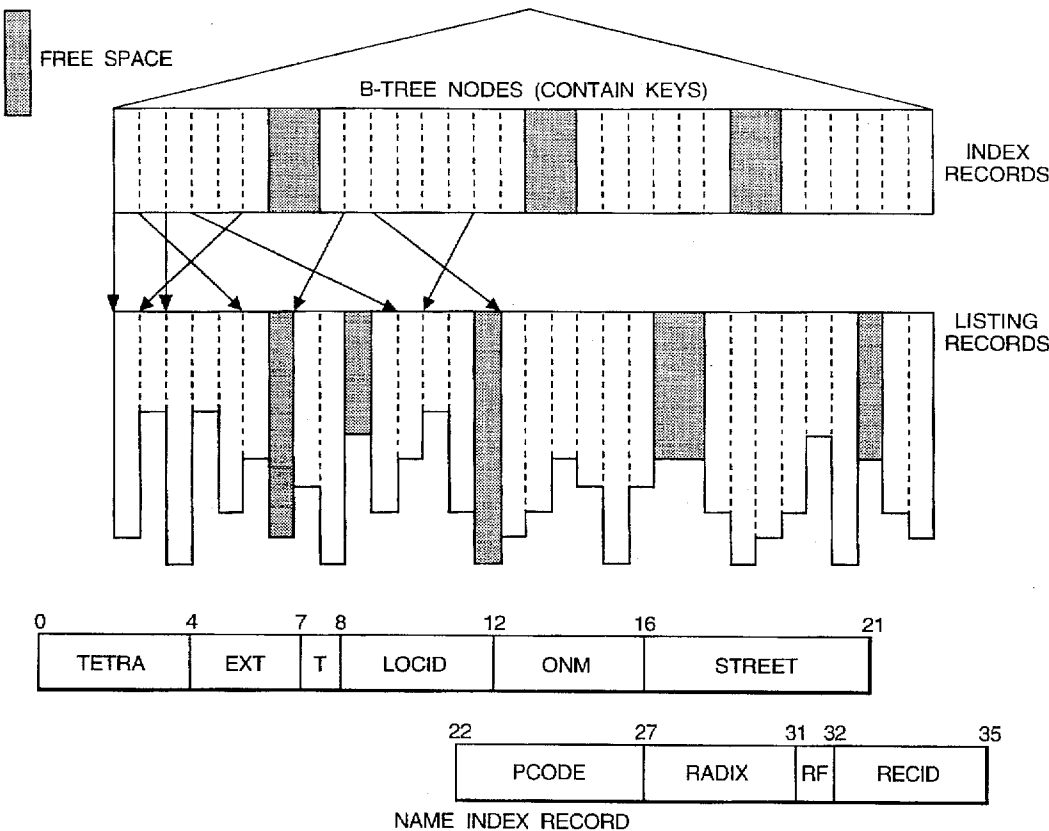 FREE SPACE
B-TREE NODES (CONTAIN KEYS)
INDEX
RECORDS
LISTING
RECORDS
0 4 7 8 12 16 21
TETRA EXT T LOCID ONM STREET
22 27 31 32 35
PCODE RADIX RF RECID
NAME INDEX RECORD